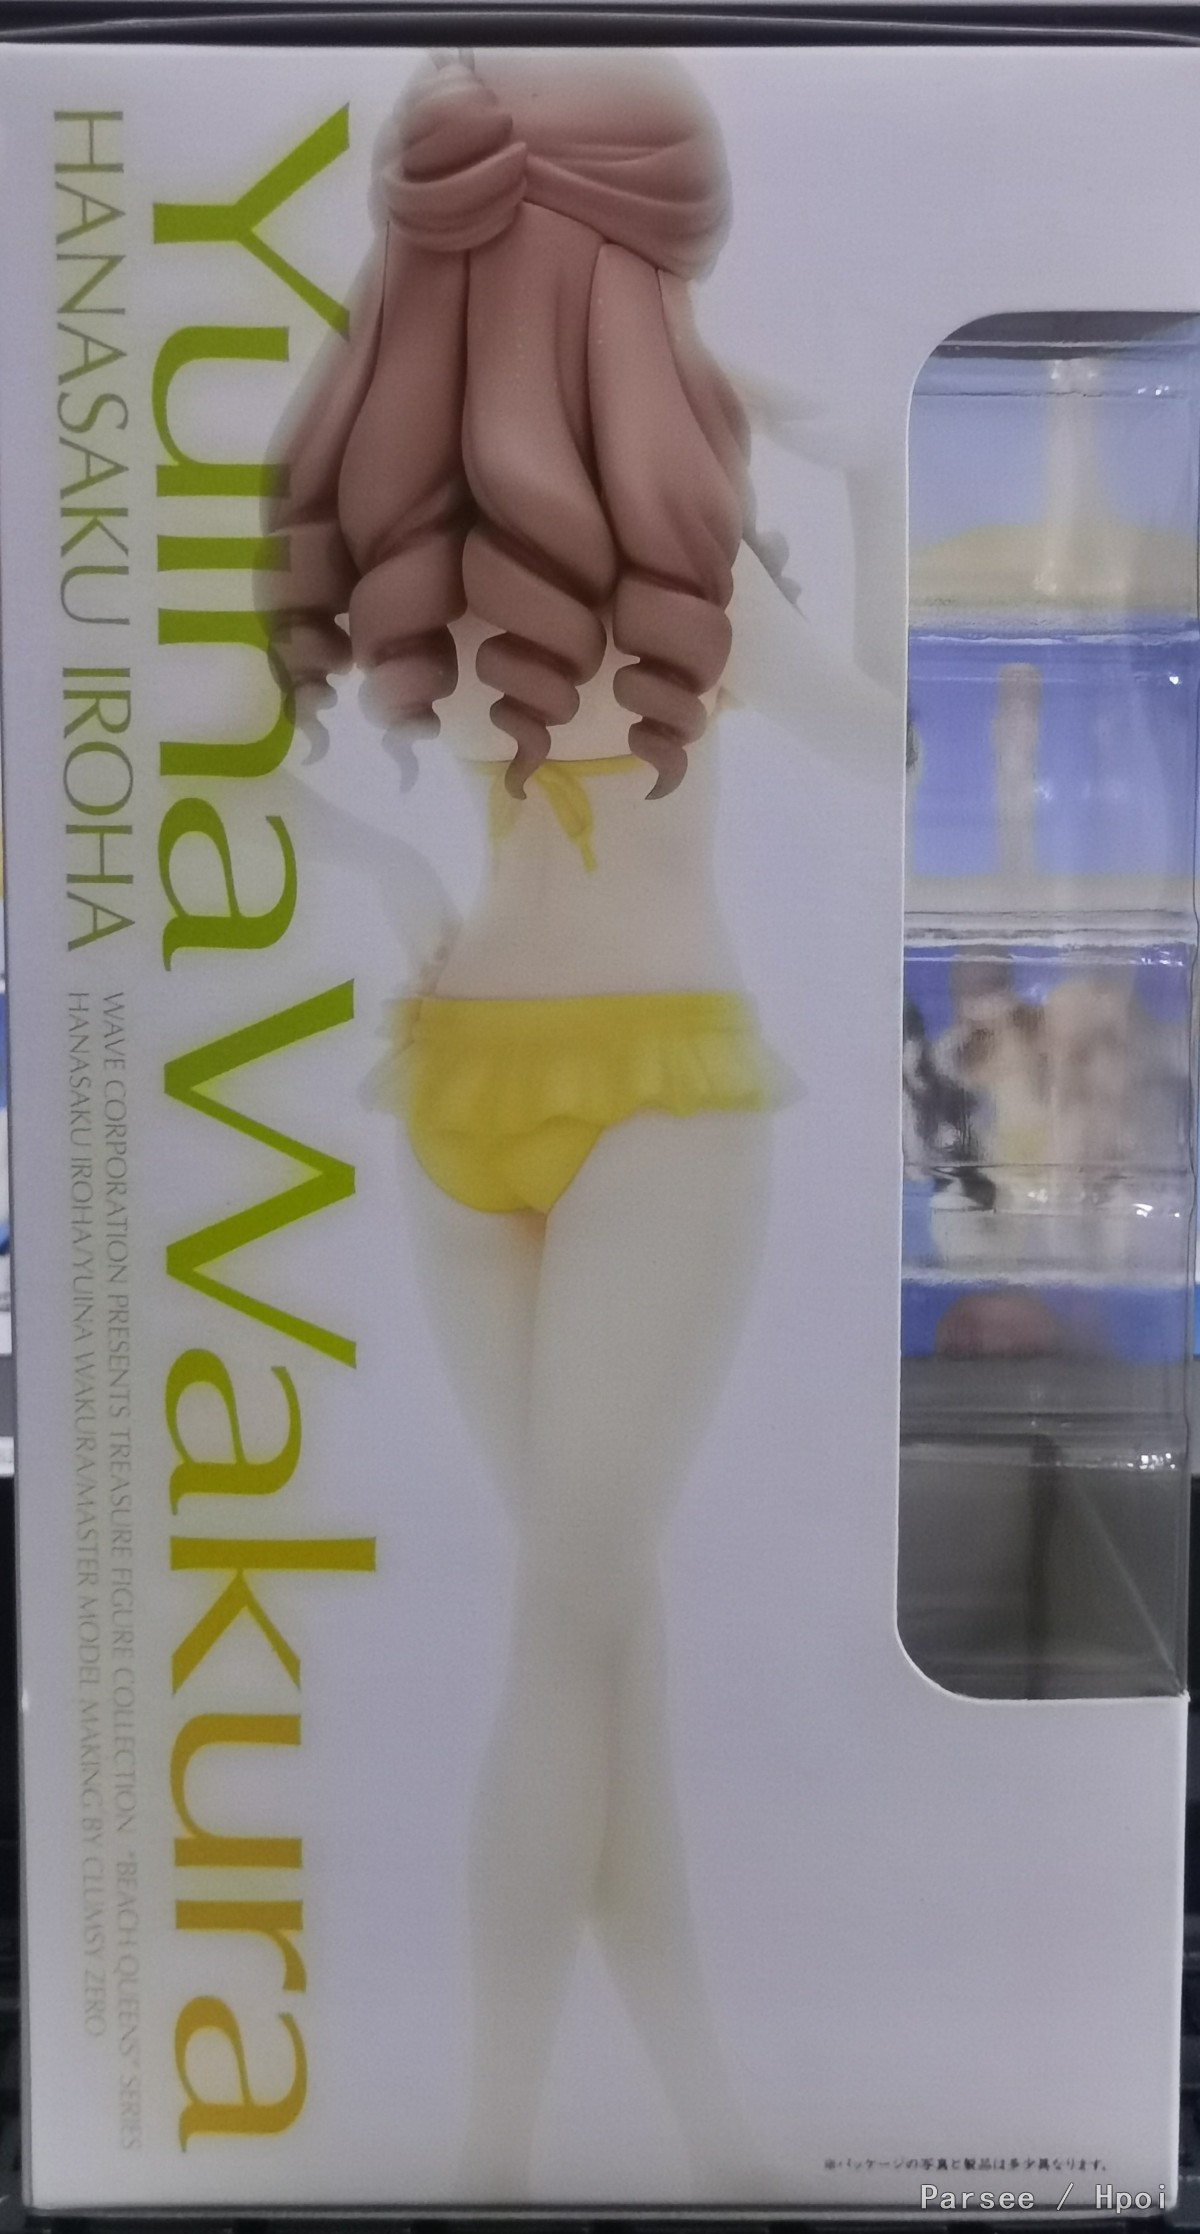 Yuina Wakura
HANASAKU IROHA
WAVE CORPORATION PRESENTS TREASURE FIGURE COLLECTION "BEACH QUEENS" SERIES
HANASAKU IROHA/YUINA WAKURA/MASTER MODEL MAKING BY CLUMSY ZERO
※パッケージの写真と製品は多少異なります。
Parsee / Hpoi